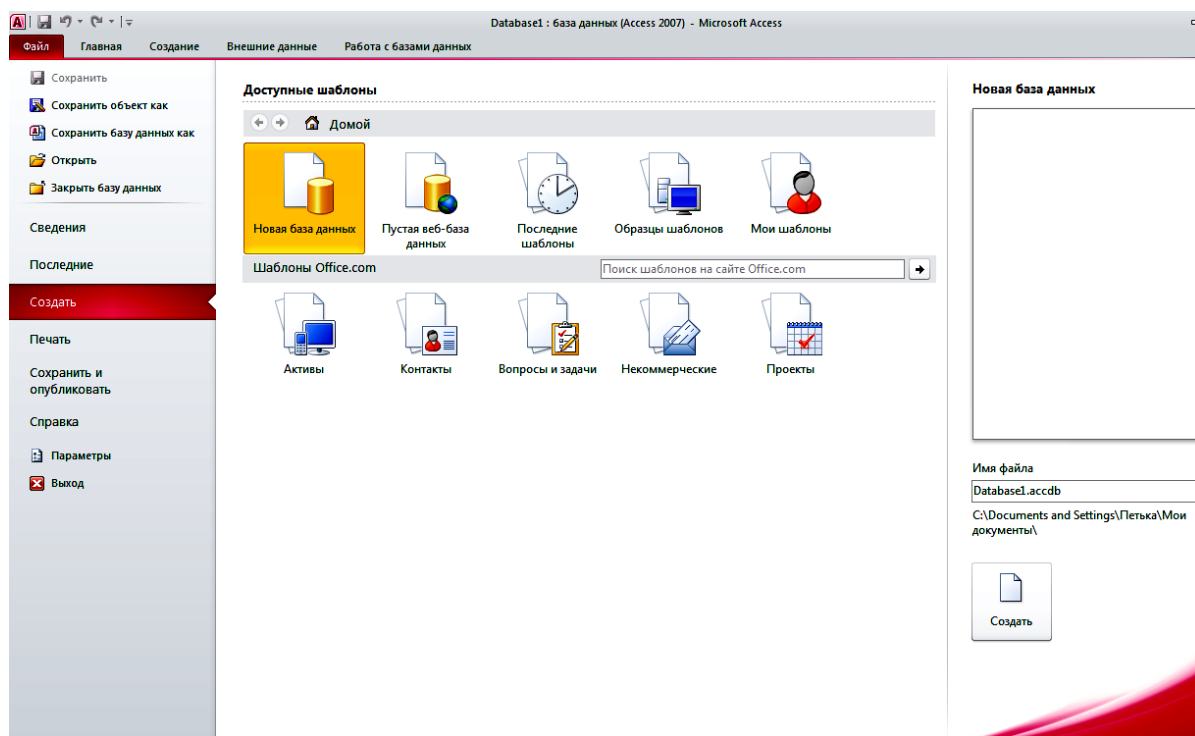 Database1 : база данных (Access 2007) - Microsoft Access
Файл Главная Создание Внешние данные Работа с базами данных
Сохранить
Сохранить объект как
Сохранить базу данных как
Открыть
Закрыть базу данных
Сведения
Последние
Создать
Печать
Сохранить и
опубликовать
Справка
Параметры
Выход
Доступные шаблоны
Домой
Новая база данных
Пустая веб-база
данных
Последние
шаблоны
Образцы шаблонов
Мои шаблоны
Шаблоны Office.com
Поиск шаблонов на сайте Office.com
Активы
Контакты
Вопросы и задачи
Некоммерческие
Проекты
Новая база данных
Имя файла
Database1.accdb
C:\Documents and Settings\Петька\Мои
документы\
Создать